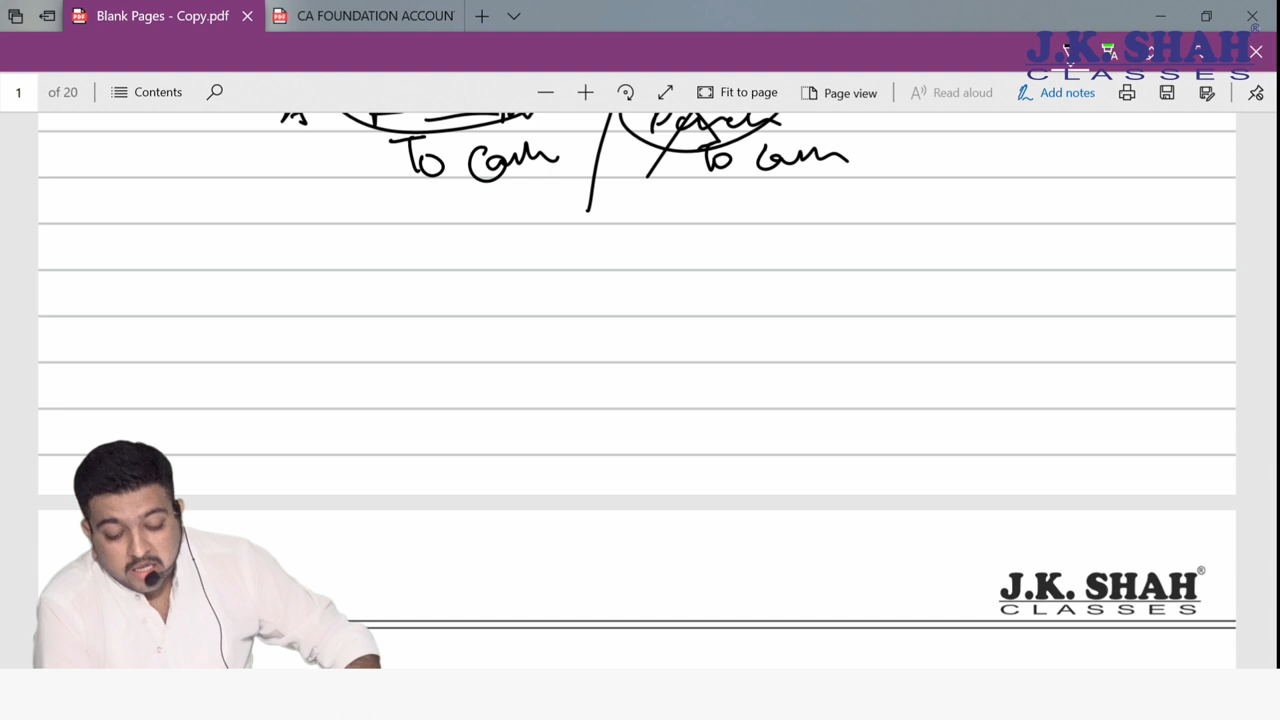 Blank Pages - Copy.pdf
CA FOUNDATION ACCOUN
J.K. SHAH®
CLASSES
1 of 20 Contents Fit to page Page view Read aloud Add notes
To Cash To Cash
J.K. SHAH®
CLASSES